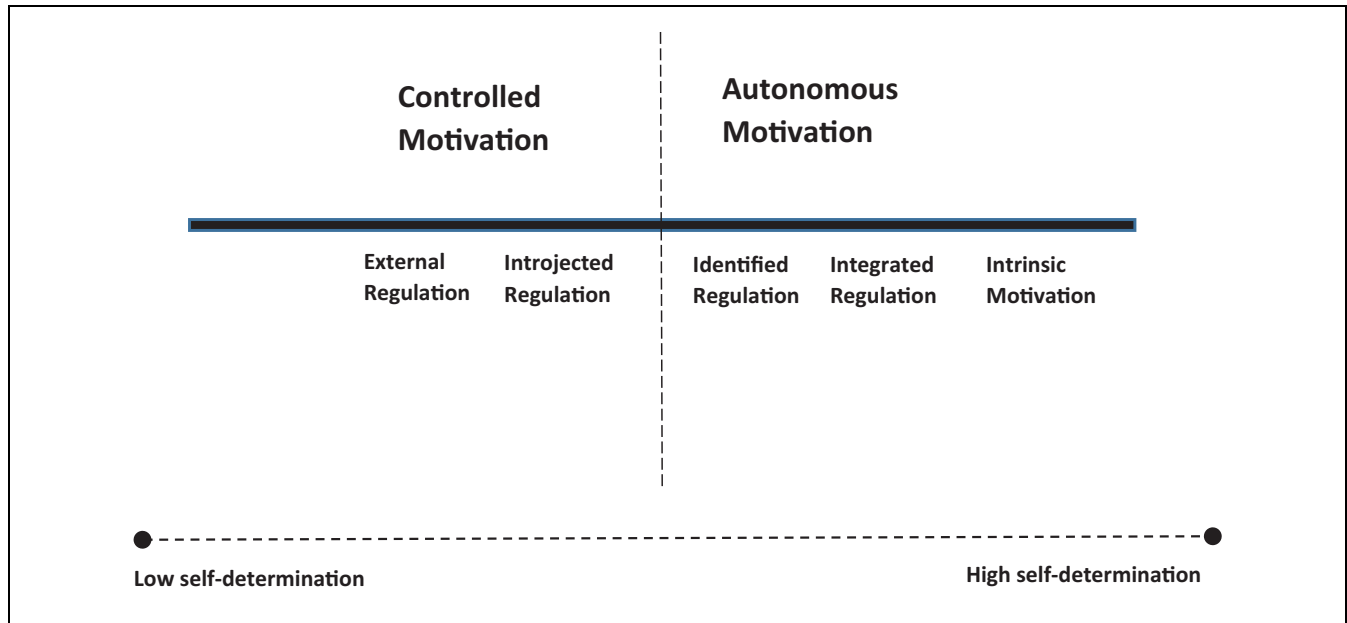 Controlled
Motivation
Autonomous
Motivation
External
Regulation
Introjected
Regulation
Identified
Regulation
Integrated
Regulation
Intrinsic
Motivation
Low self-determination
High self-determination